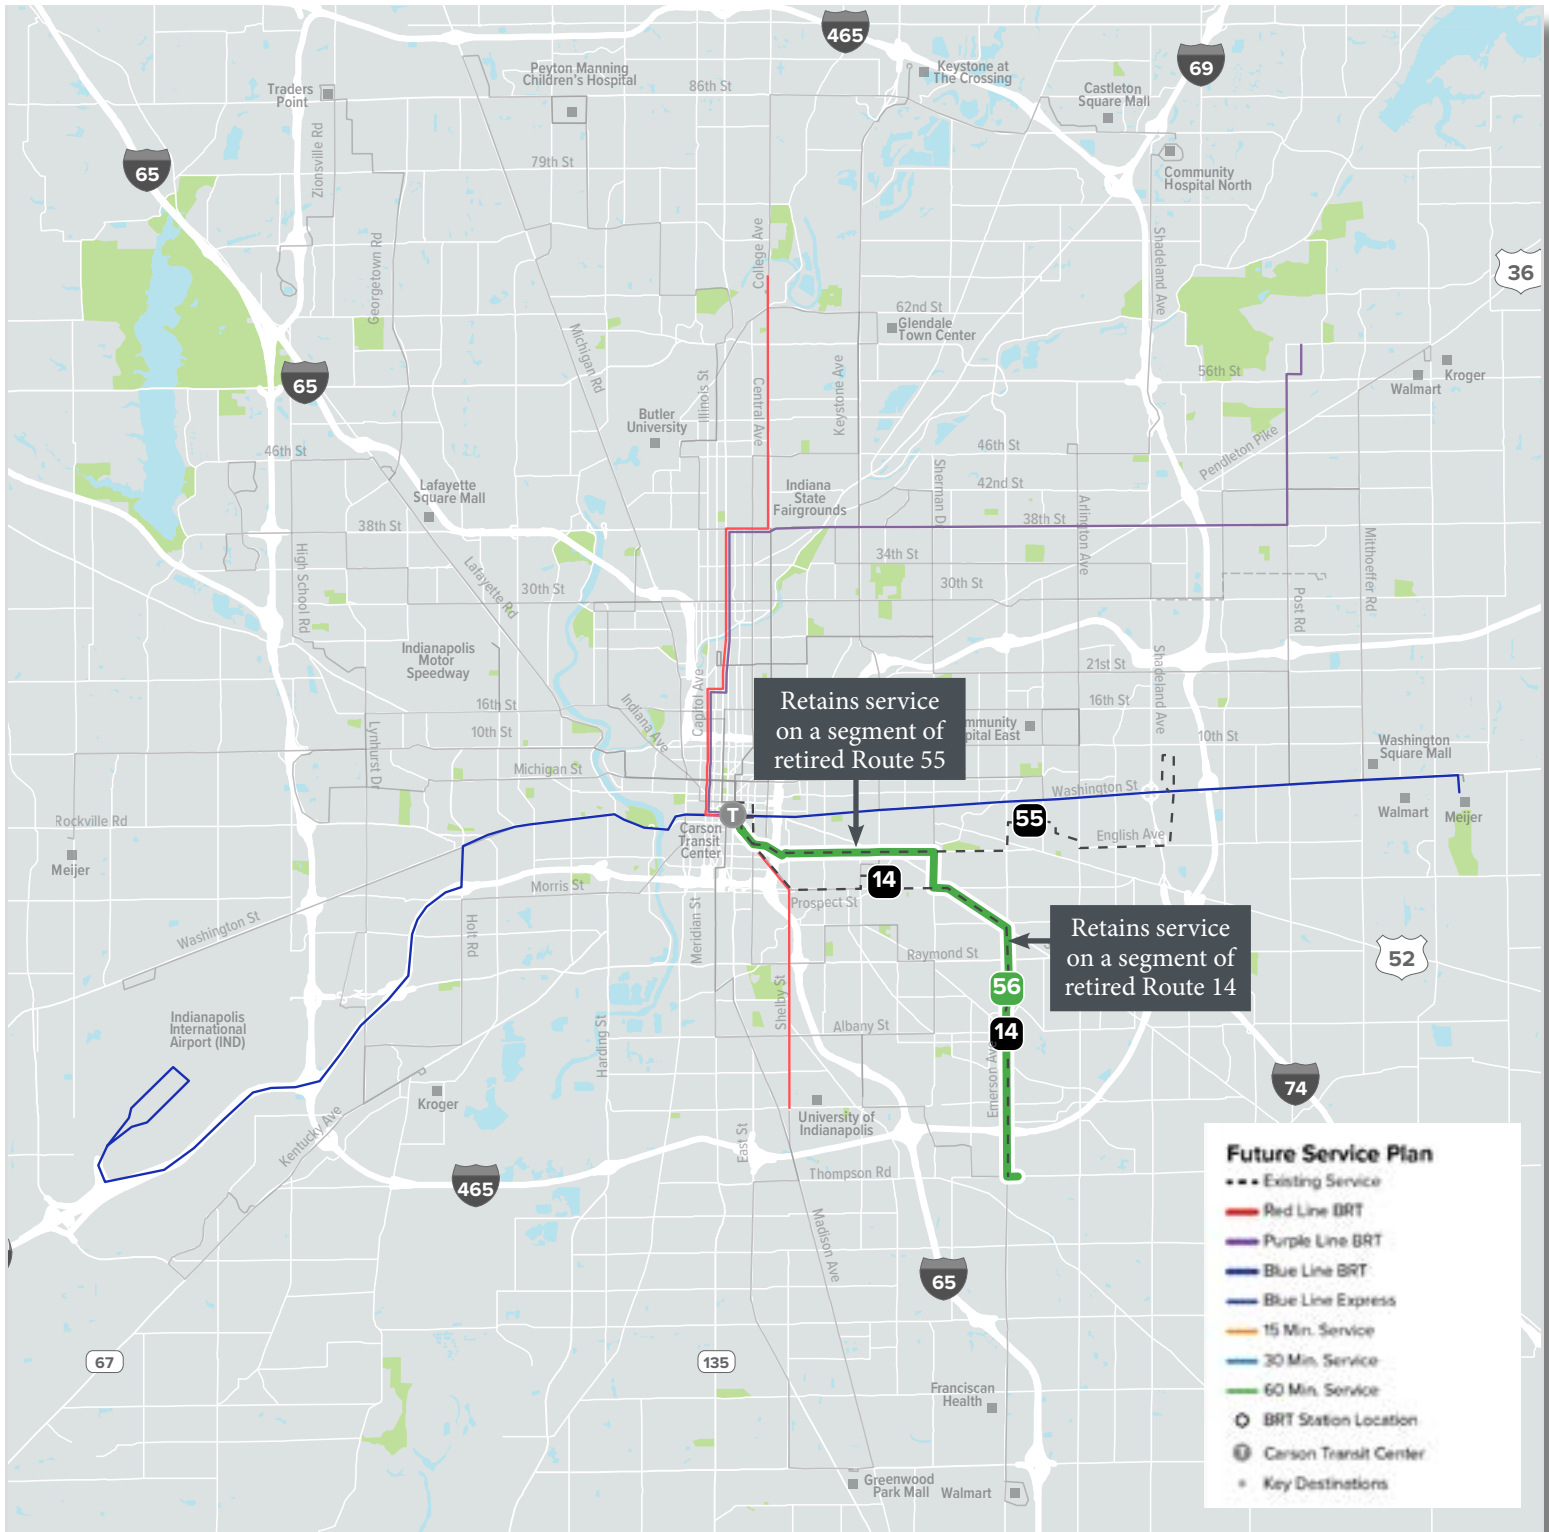 465
69
Peyton Manning
Children's Hospital
Keystone at
The Crossing
Traders
Point
86th St
Castleton
Square Mall
Zionsville Rd
79th St
65
Community
Hospital North
College Ave
Georgetown Rd
Shadeland Ave
36
62nd St
Glendale
Town Center
Michigan Rd
65
Illinois St
Central Ave
Keystone Ave
56th St
Walmart
Kroger
Butler
University
46th St
46th St
Pendleton Pike
Lafayette
Square Mall
Indiana
State
Fairgrounds
Sherman Dr
42nd St
Arlington Ave
38th St
38th St
High School Rd
Lafayette Rd
34th St
30th St
30th St
Mitthoeffer Rd
Post Rd
Indianapolis
Motor
Speedway
21st St
Shadeland Ave
16th St
16th St
Capitol Ave
Indiana Ave
Retains service
on a segment of
retired Route 55
10th St
Lynhurst Dr
mmunity
pital East
10th St
Washington
Square Mall
Michigan St
Washington St
Walmart
Meijer
Rockville Rd
T
Carson
Transit
Center
55
English Ave
Meijer
Morris St
14
Prospect St
Washington St
Holt Rd
Meridian St
Raymond St
Retains service
on a segment of
retired Route 14
52
56
Shelby St
Indianapolis
International
Airport (IND)
Harding St
Albany St
14
Emerson Ave
74
Kroger
University of
Indianapolis
Kentucky Ave
East St
465
Thompson Rd
Madison Ave
65
67
135
Franciscan
Health
Greenwood
Park Mall
Walmart
Future Service Plan
Existing Service
Red Line BRT
Purple Line BRT
Blue Line BRT
Blue Line Express
15 Min. Service
30 Min. Service
60 Min. Service
BRT Station Location
T Carson Transit Center
Key Destinations